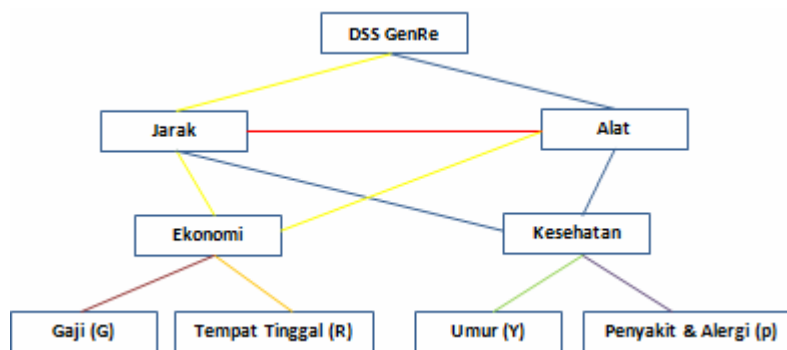 DSS GenRe
Jarak
Alat
Ekonomi
Kesehatan
Gaji (G)
Tempat Tinggal (R)
Umur (Y)
Penyakit & Alergi (p)